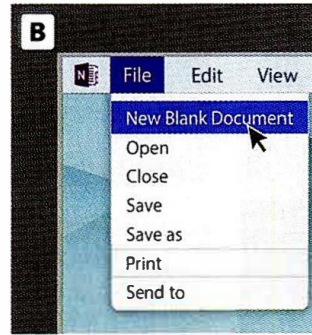 B
N File Edit View
New Blank Document
Open
Close
Save
Save as
Print
Send to